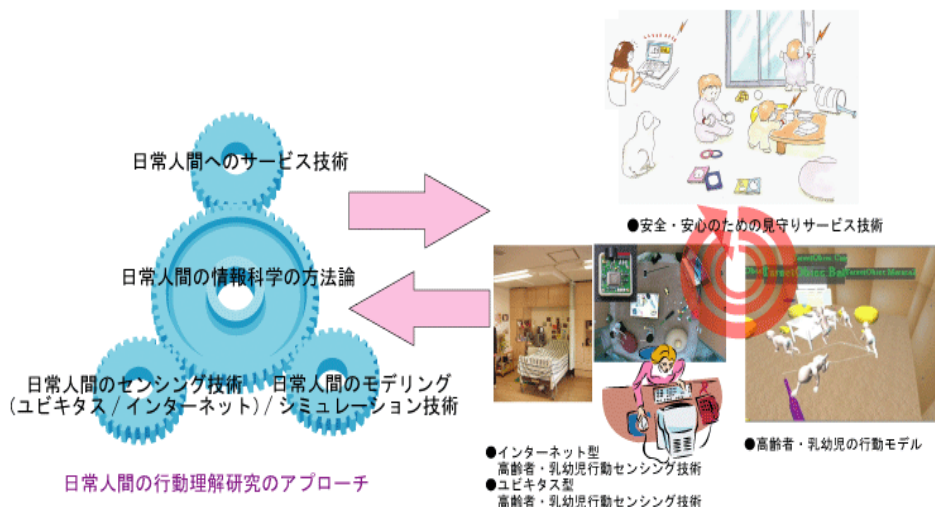 日常人間へのサービス技術
日常人間の情報科学の方法論
日常人間のセンシング技術
(ユビキタス/インターネット)/
日常人間のモデリング
シミュレーション技術
日常人間の行動理解研究のアプローチ
●安全・安心のための見守りサービス技術
●インターネット型
高齢者・乳幼児行動センシング技術
●ユビキタス型
高齢者・乳幼児行動センシング技術
●高齢者・乳幼児の行動モデル